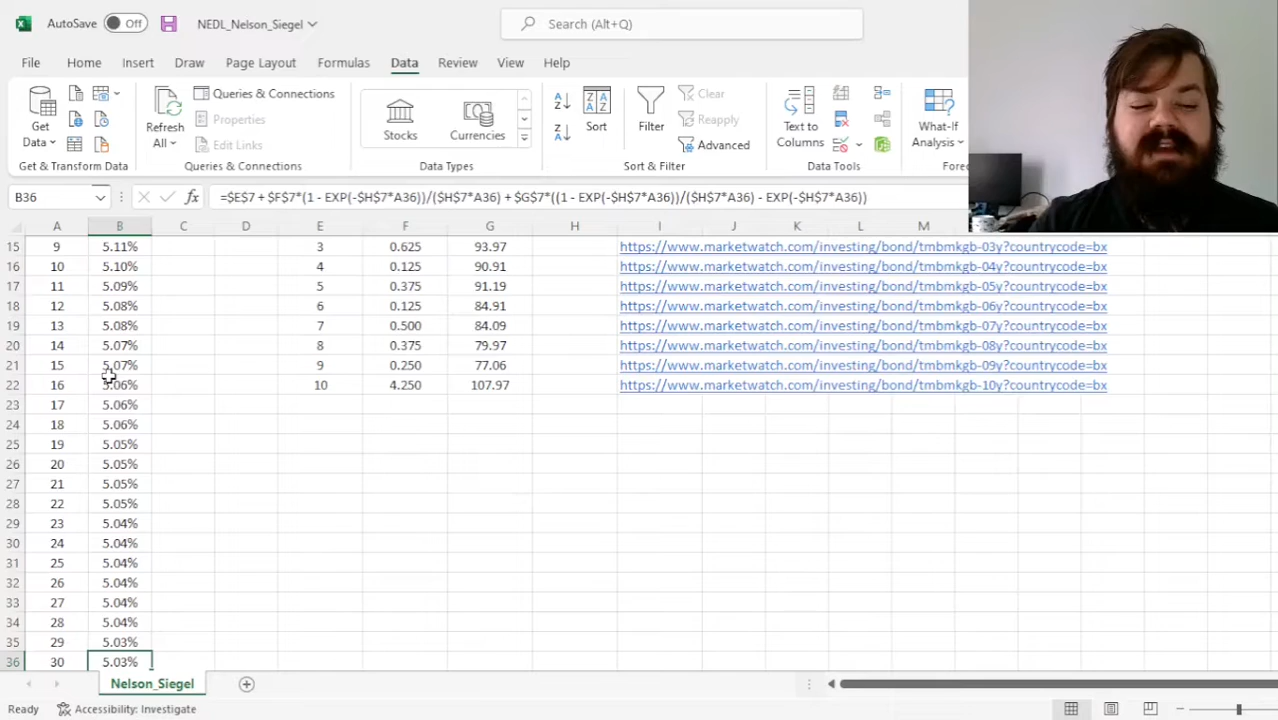 AutoSave Off NEDL_Nelson_Siegel Search (Alt+Q)
File Home Insert Draw Page Layout Formulas Data Review View Help
Get Data Refresh All Queries & Connections Properties Edit Links Stocks Currencies Sort Filter Clear Reapply Advanced Text to Columns What-If Analysis
Get & Transform Data Queries & Connections Data Types Sort & Filter Data Tools Forec
B36 fx =$E$7 + $F$7*(1 - EXP(-$H$7*A36))/($H$7*A36) + $G$7*((1 - EXP(-$H$7*A36))/($H$7*A36) - EXP(-$H$7*A36))
A B C D E F G H I J K L M
15 9 5.11% 3 0.625 93.97 https://www.marketwatch.com/investing/bond/tmbmkgb-03y?countrycode=bx
16 10 5.10% 4 0.125 90.91 https://www.marketwatch.com/investing/bond/tmbmkgb-04y?countrycode=bx
17 11 5.09% 5 0.375 91.19 https://www.marketwatch.com/investing/bond/tmbmkgb-05y?countrycode=bx
18 12 5.08% 6 0.125 84.91 https://www.marketwatch.com/investing/bond/tmbmkgb-06y?countrycode=bx
19 13 5.08% 7 0.500 84.09 https://www.marketwatch.com/investing/bond/tmbmkgb-07y?countrycode=bx
20 14 5.07% 8 0.375 79.97 https://www.marketwatch.com/investing/bond/tmbmkgb-08y?countrycode=bx
21 15 5.07% 9 0.250 77.06 https://www.marketwatch.com/investing/bond/tmbmkgb-09y?countrycode=bx
22 16 5.06% 10 4.250 107.97 https://www.marketwatch.com/investing/bond/tmbmkgb-10y?countrycode=bx
23 17 5.06%
24 18 5.06%
25 19 5.05%
26 20 5.05%
27 21 5.05%
28 22 5.05%
29 23 5.04%
30 24 5.04%
31 25 5.04%
32 26 5.04%
33 27 5.04%
34 28 5.04%
35 29 5.03%
36 30 5.03%
Nelson_Siegel
Ready Accessibility: Investigate